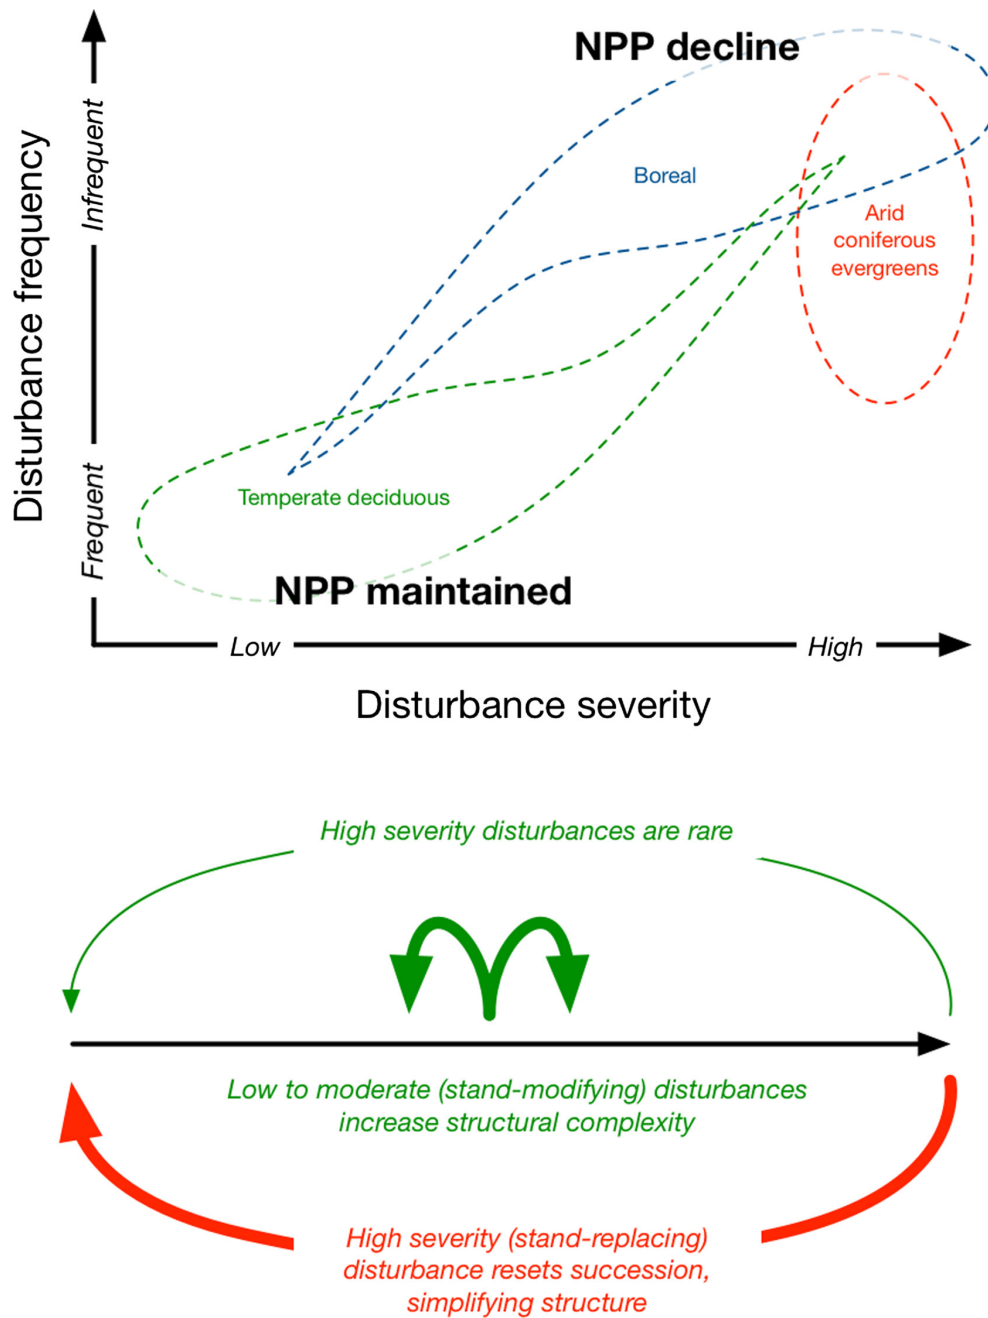 NPP decline
Infrequent
Disturbance frequency
Boreal
Arid
coniferous
evergreens
Frequent
Temperate deciduous
NPP maintained
Low
High
Disturbance severity
High severity disturbances are rare
Low to moderate (stand-modifying) disturbances
increase structural complexity
High severity (stand-replacing)
disturbance resets succession,
simplifying structure